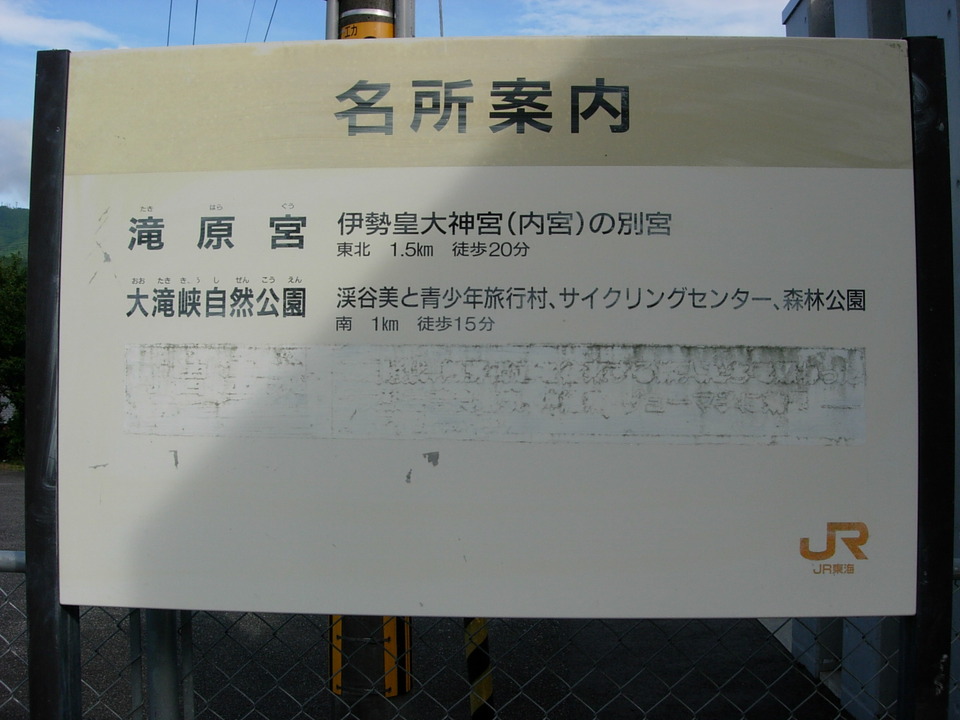 名所案内
たき はら ぐう
滝原宮 伊勢皇大神宮(内宮)の別宮
東北 1.5km 徒歩20分
おお たき きょう し ぜん こう えん
大滝峡自然公園 渓谷美と青少年旅行村、サイクリングセンター、森林公園
南 1km 徒歩15分
JR
JR東海